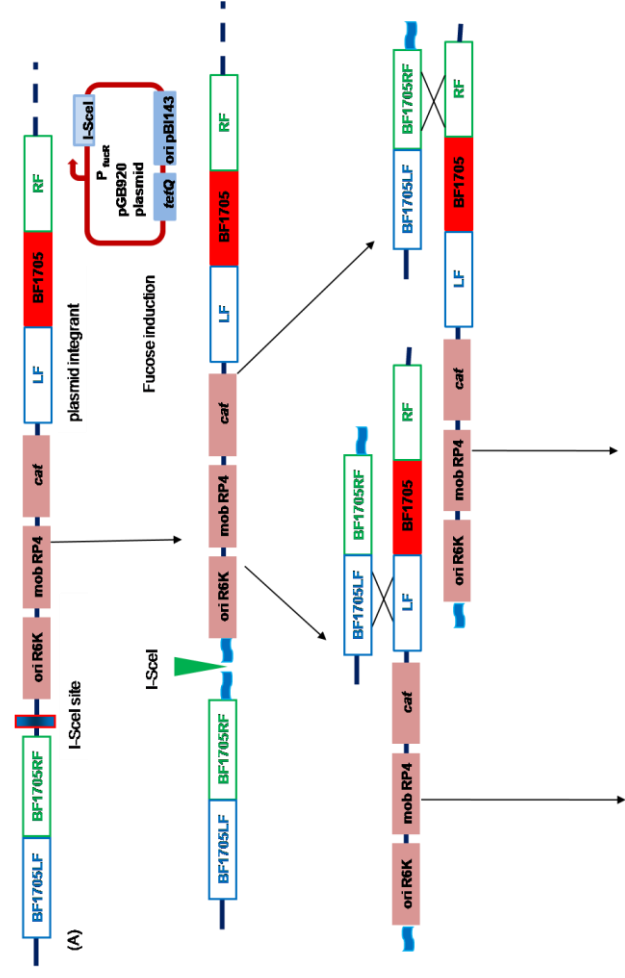 BF1705LF BF1705RF ori R6K mob RP4 cat LF BF1705 RF
(A) I-SceI site plasmid integrant
I-SceI
P fucR
pGB920
plasmid
tetQ ori pBI143
I-SceI Fucose induction
BF1705LF BF1705RF ori R6K mob RP4 cat LF BF1705 RF
BF1705LF BF1705RF
ori R6K mob RP4 cat LF BF1705 RF
BF1705LF BF1705RF
ori R6K mob RP4 cat LF BF1705 RF